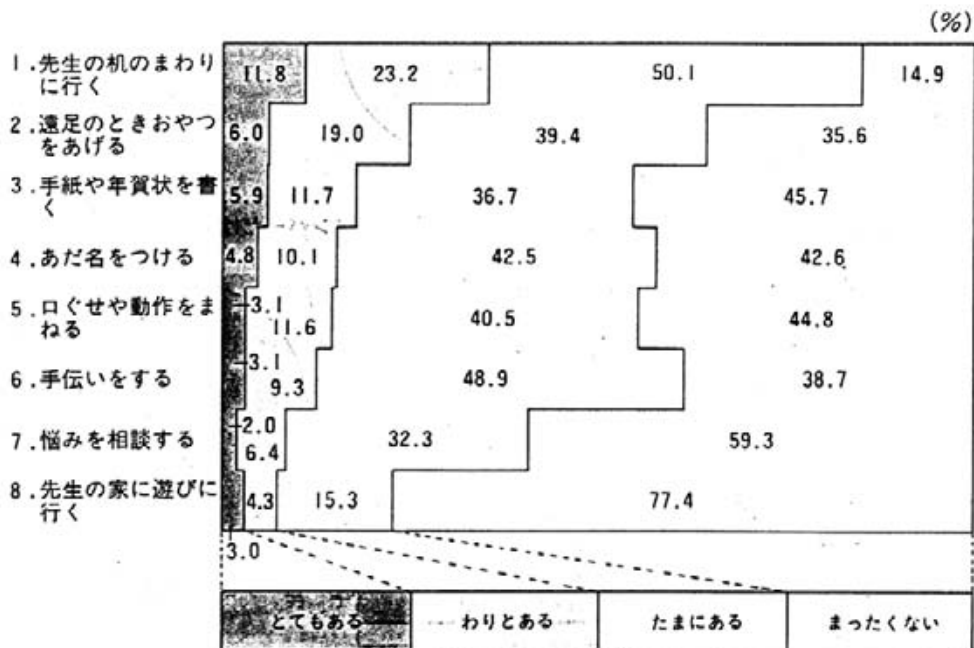 (%)
1.先生の机のまわり
に行く
11.8 23.2 50.1 14.9
2.遠足のときおやつ
をあげる
6.0 19.0 39.4 35.6
3.手紙や年賀状を書
く
5.9 11.7 36.7 45.7
4.あだ名をつける
4.8 10.1 42.5 42.6
5.口ぐせや動作をま
ねる
3.1 11.6 40.5 44.8
6.手伝いをする
3.1 9.3 48.9 38.7
7.悩みを相談する
2.0 6.4 32.3 59.3
8.先生の家に遊びに
行く
4.3 15.3 77.4
3.0
とてもある わりとある たまにある まったくない